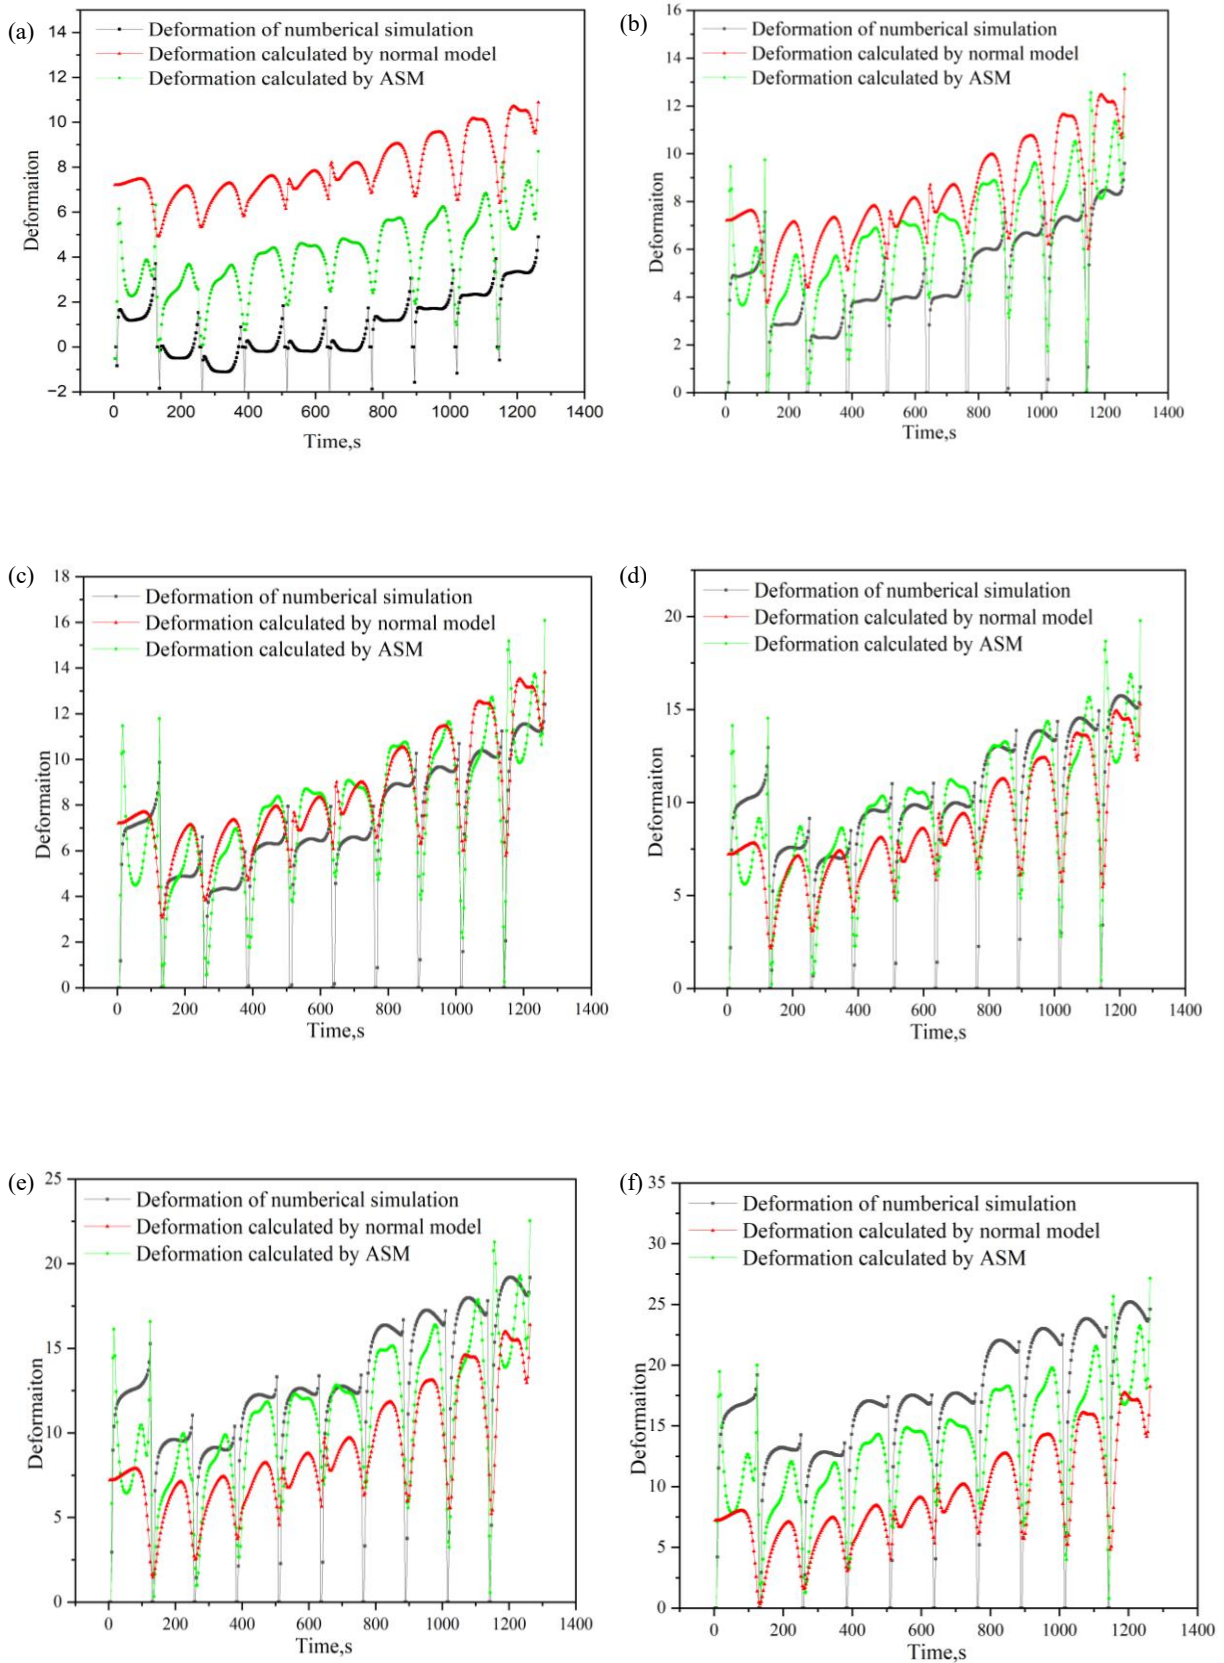 (a)
Deformation of numberical simulation
Deformation calculated by normal model
Deformation calculated by ASM
Deformaiton
14
12
10
8
6
4
2
0
−2
0 200 400 600 800 1000 1200 1400
Time,s
(b)
Deformation of numberical simulation
Deformation calculated by normal model
Deformation calculated by ASM
Deformaiton
16
14
12
10
8
6
4
2
0
0 200 400 600 800 1000 1200 1400
Time,s
(c)
Deformation of numberical simulation
Deformation calculated by normal model
Deformation calculated by ASM
Deformaiton
18
16
14
12
10
8
6
4
2
0
0 200 400 600 800 1000 1200 1400
Time,s
(d)
Deformation of numberical simulation
Deformation calculated by normal model
Deformation calculated by ASM
Deformaiton
20
15
10
5
0
0 200 400 600 800 1000 1200 1400
Time,s
(e)
Deformation of numberical simulation
Deformation calculated by normal model
Deformation calculated by ASM
Deformaiton
25
20
15
10
5
0
0 200 400 600 800 1000 1200 1400
Time,s
(f)
Deformation of numberical simulation
Deformation calculated by normal model
Deformation calculated by ASM
Deformaiton
35
30
25
20
15
10
5
0
0 200 400 600 800 1000 1200 1400
Time,s